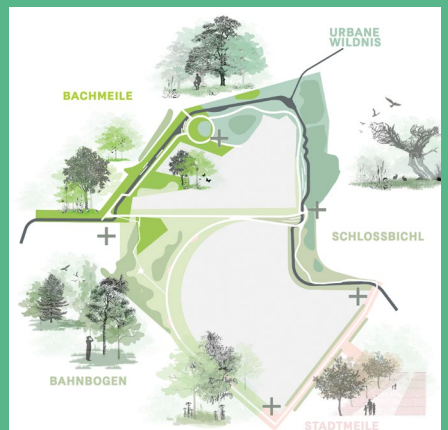 URBANE
WILDNIS
BACHMEILE
SCHLOSSBICHL
BAHNBOGEN
STADTMEILE